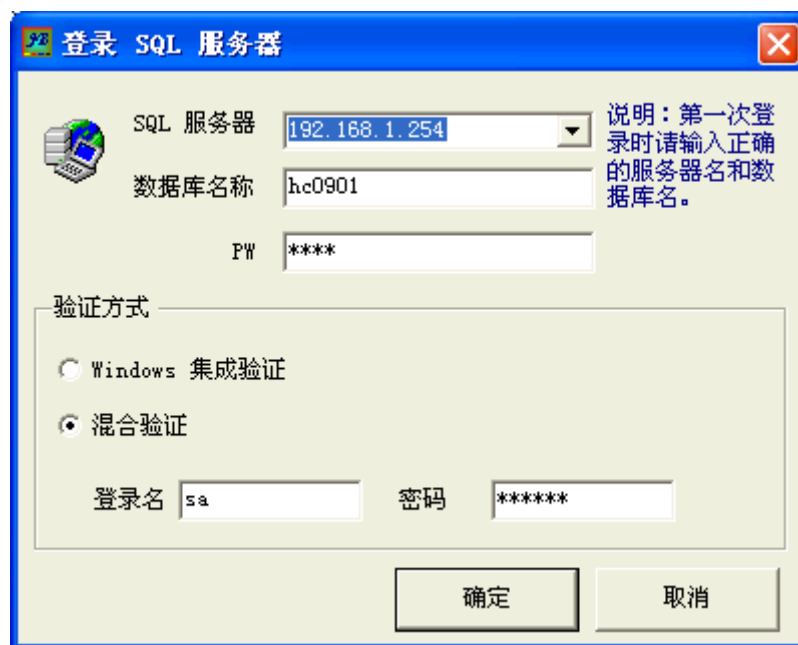 登录 SQL 服务器
SQL 服务器 192.168.1.254
说明：第一次登
录时请输入正确
的服务器名和数
据库名。
数据库名称 hc0901
PW ****
验证方式
Windows 集成验证
混合验证
登录名 sa 密码 ******
确定 取消